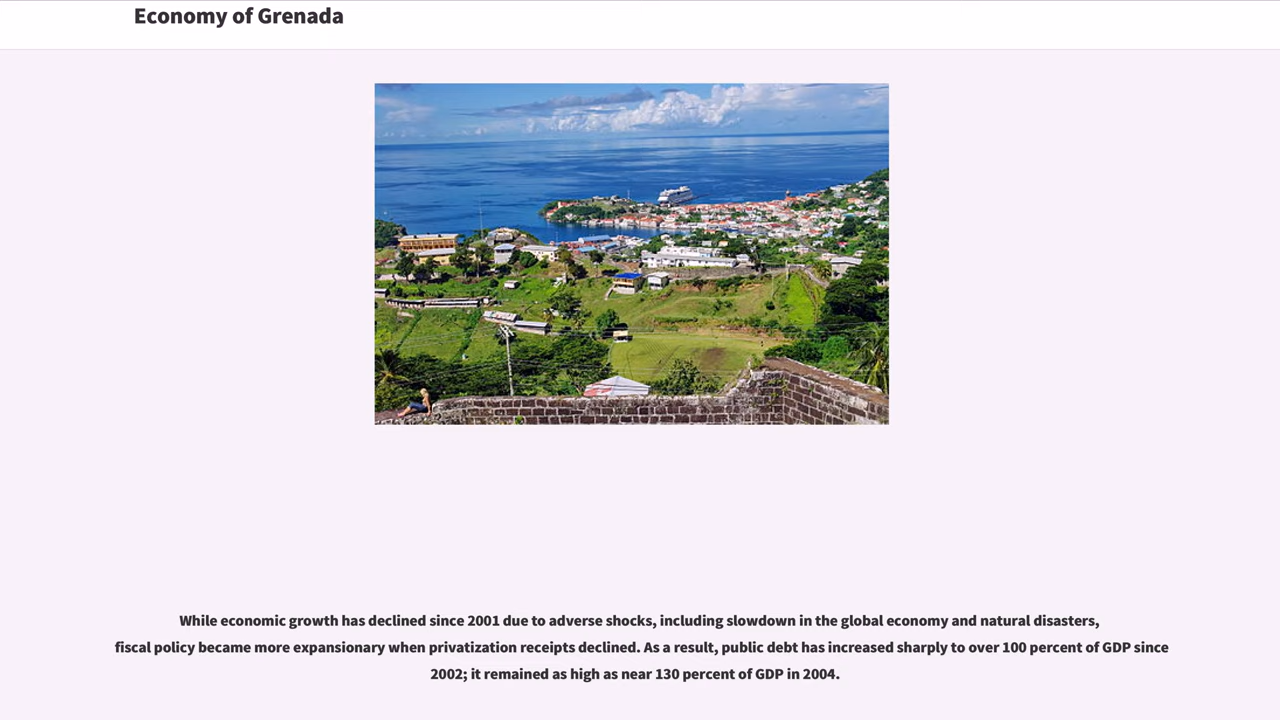 Economy of Grenada
While economic growth has declined since 2001 due to adverse shocks, including slowdown in the global economy and natural disasters,
fiscal policy became more expansionary when privatization receipts declined. As a result, public debt has increased sharply to over 100 percent of GDP since
2002; it remained as high as near 130 percent of GDP in 2004.